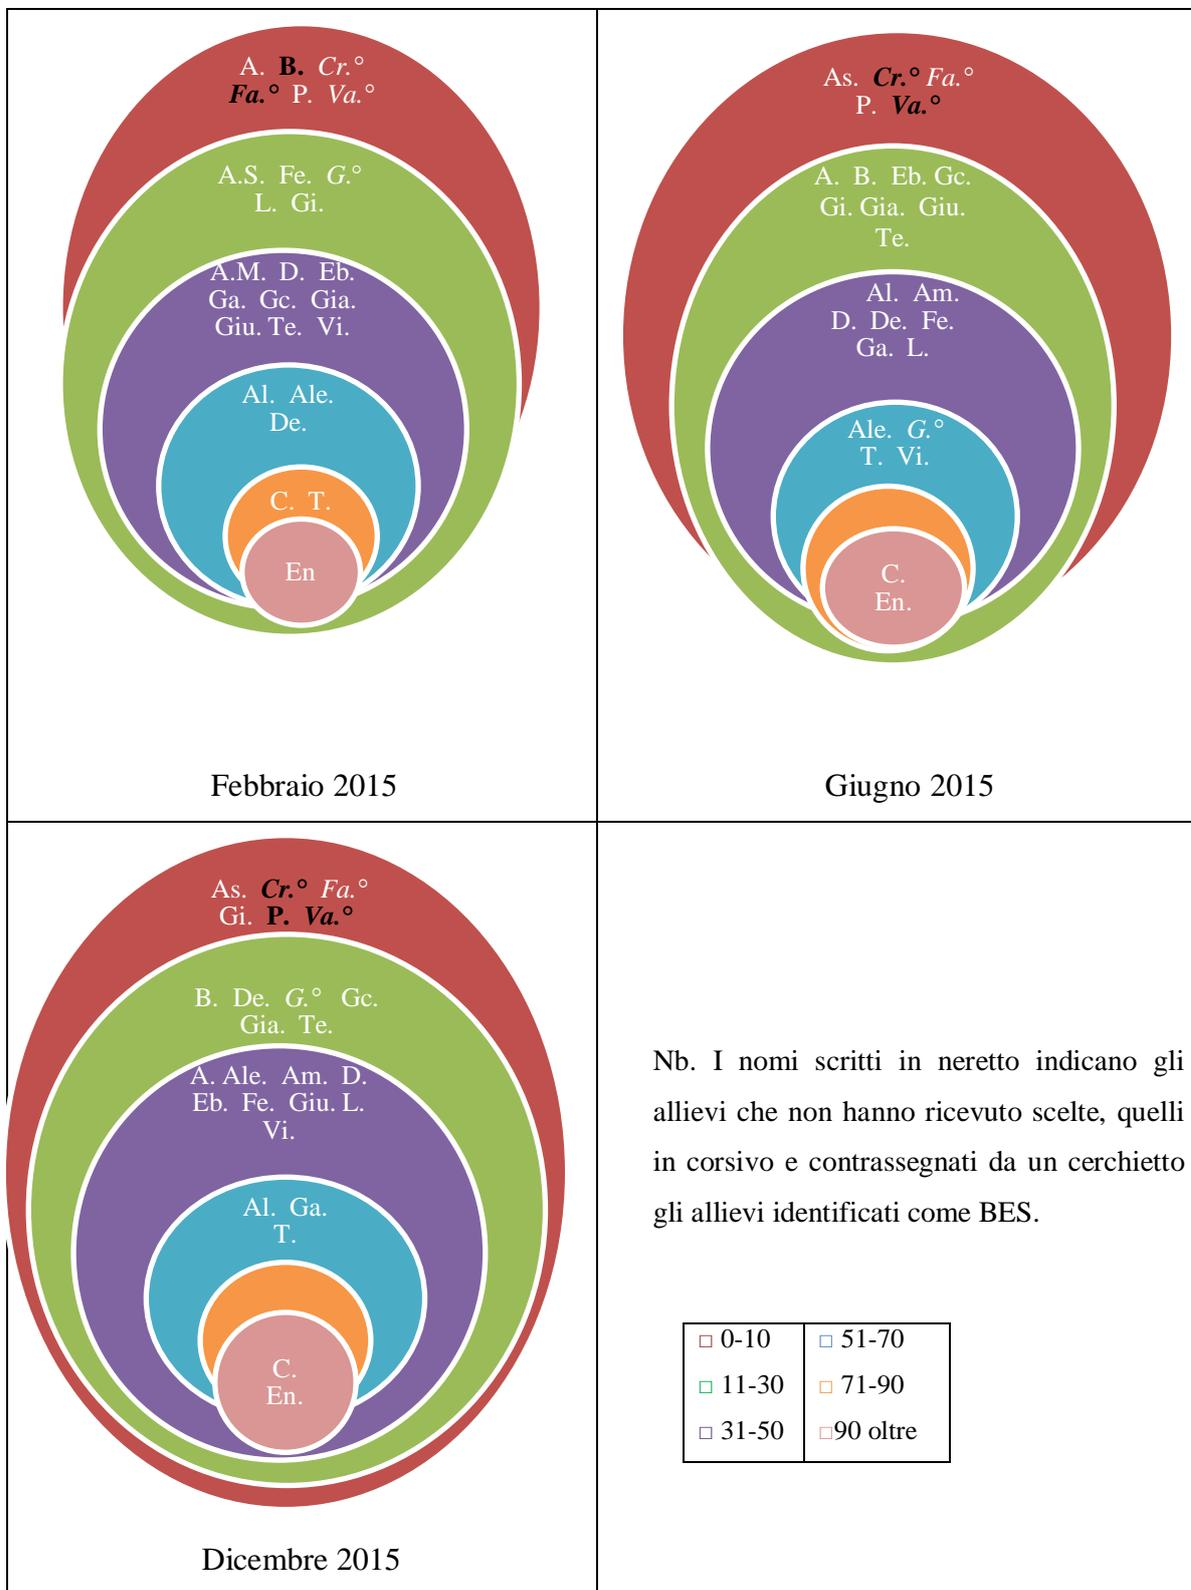 A. B. Cr.°
Fa.° P. Va.°
A.S. Fe. G.°
L. Gi.
A.M. D. Eb.
Ga. Gc. Gia.
Giu. Te. Vi.
Al. Ale.
De.
C. T.
En
Febbraio 2015
As. Cr.° Fa.°
P. Va.°
A. B. Eb. Gc.
Gi. Gia. Giu.
Te.
Al. Am.
D. De. Fe.
Ga. L.
Ale. G.°
T. Vi.
C.
En.
Giugno 2015
As. Cr.° Fa.°
Gi. P. Va.°
B. De. G.° Gc.
Gia. Te.
A. Ale. Am. D.
Eb. Fe. Giu. L.
Vi.
Al. Ga.
T.
C.
En.
Dicembre 2015
Nb. I nomi scritti in neretto indicano gli
allievi che non hanno ricevuto scelte, quelli
in corsivo e contrassegnati da un cerchietto
gli allievi identificati come BES.
□ 0-10 □ 51-70
□ 11-30 □ 71-90
□ 31-50 □90 oltre